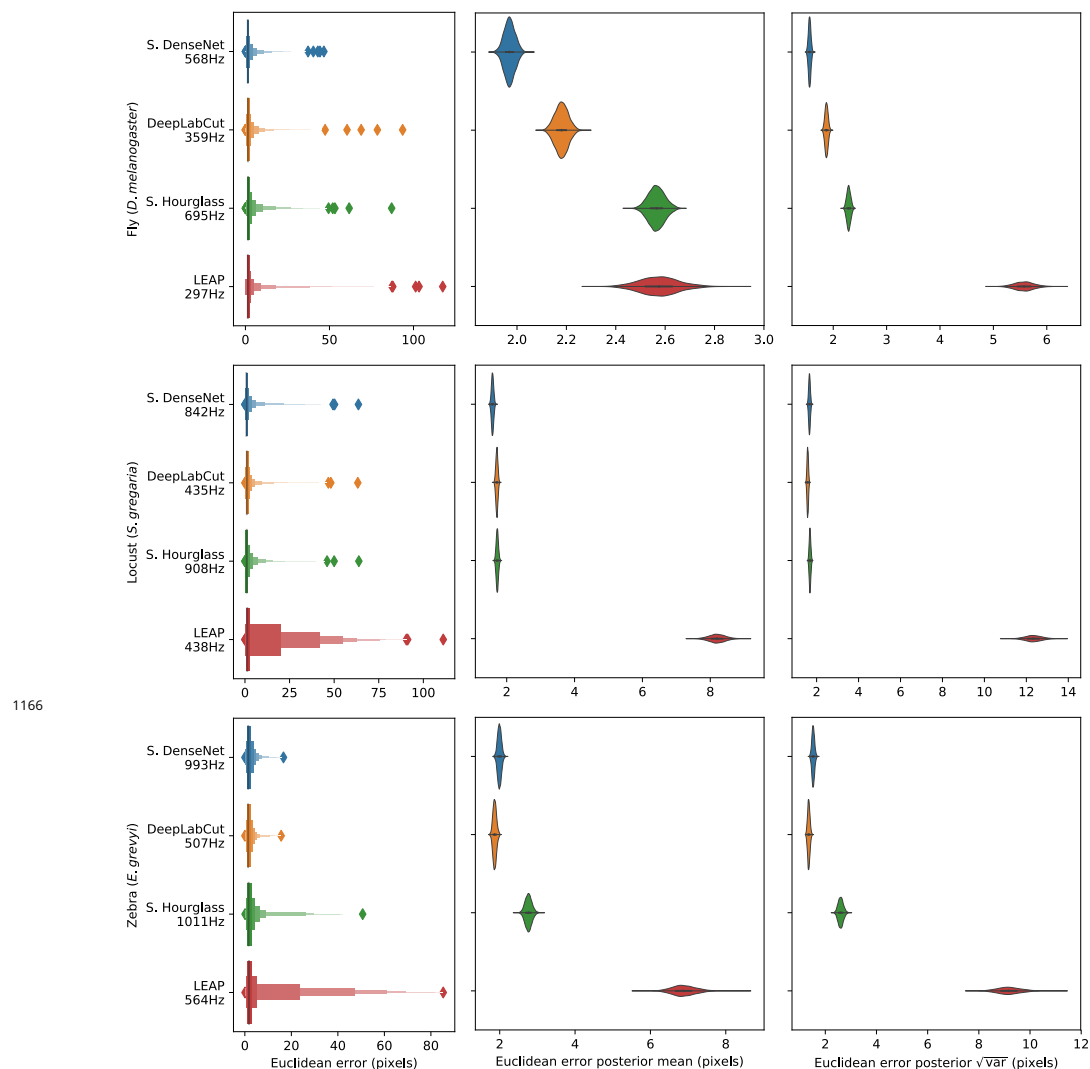 Fly (D. melanogaster)
S. DenseNet
568Hz
DeepLabCut
359Hz
S. Hourglass
695Hz
LEAP
297Hz
0 50 100
2.0 2.2 2.4 2.6 2.8 3.0
2 3 4 5 6
Locust (S. gregaria)
S. DenseNet
842Hz
DeepLabCut
435Hz
S. Hourglass
908Hz
LEAP
438Hz
0 25 50 75 100
2 4 6 8
2 4 6 8 10 12 14
1166
Zebra (E. grevyi)
S. DenseNet
993Hz
DeepLabCut
507Hz
S. Hourglass
1011Hz
LEAP
564Hz
0 20 40 60 80
2 4 6 8
2 4 6 8 10 12
Euclidean error (pixels)
Euclidean error posterior mean (pixels)
Euclidean error posterior √var (pixels)